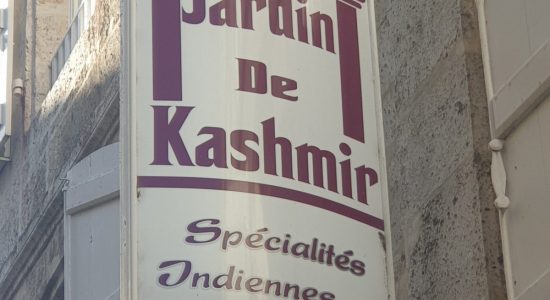 Jardin
De
Kashmir
Spécialités
Indiennes